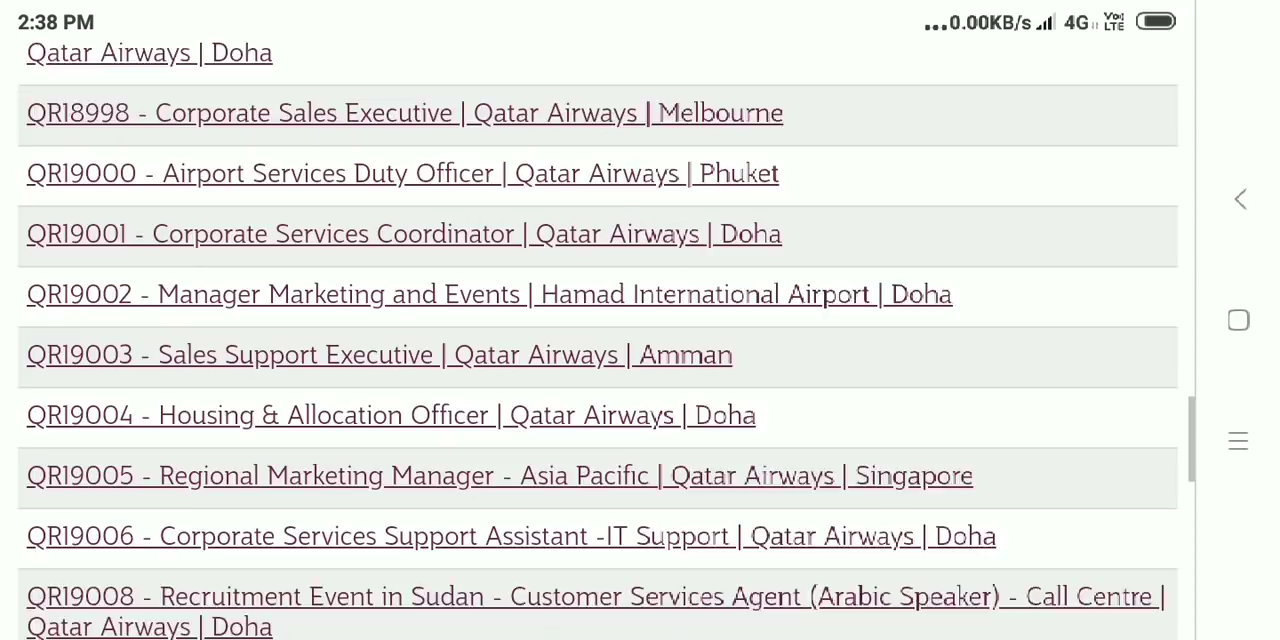 2:38 PM
...0.00KB/s 4G VoLTE
Qatar Airways | Doha
QR18998 - Corporate Sales Executive | Qatar Airways | Melbourne
QR19000 - Airport Services Duty Officer | Qatar Airways | Phuket
QR19001 - Corporate Services Coordinator | Qatar Airways | Doha
QR19002 - Manager Marketing and Events | Hamad International Airport | Doha
QR19003 - Sales Support Executive | Qatar Airways | Amman
QR19004 - Housing & Allocation Officer | Qatar Airways | Doha
QR19005 - Regional Marketing Manager - Asia Pacific | Qatar Airways | Singapore
QR19006 - Corporate Services Support Assistant -IT Support | Qatar Airways | Doha
QR19008 - Recruitment Event in Sudan - Customer Services Agent (Arabic Speaker) - Call Centre |
Qatar Airways | Doha